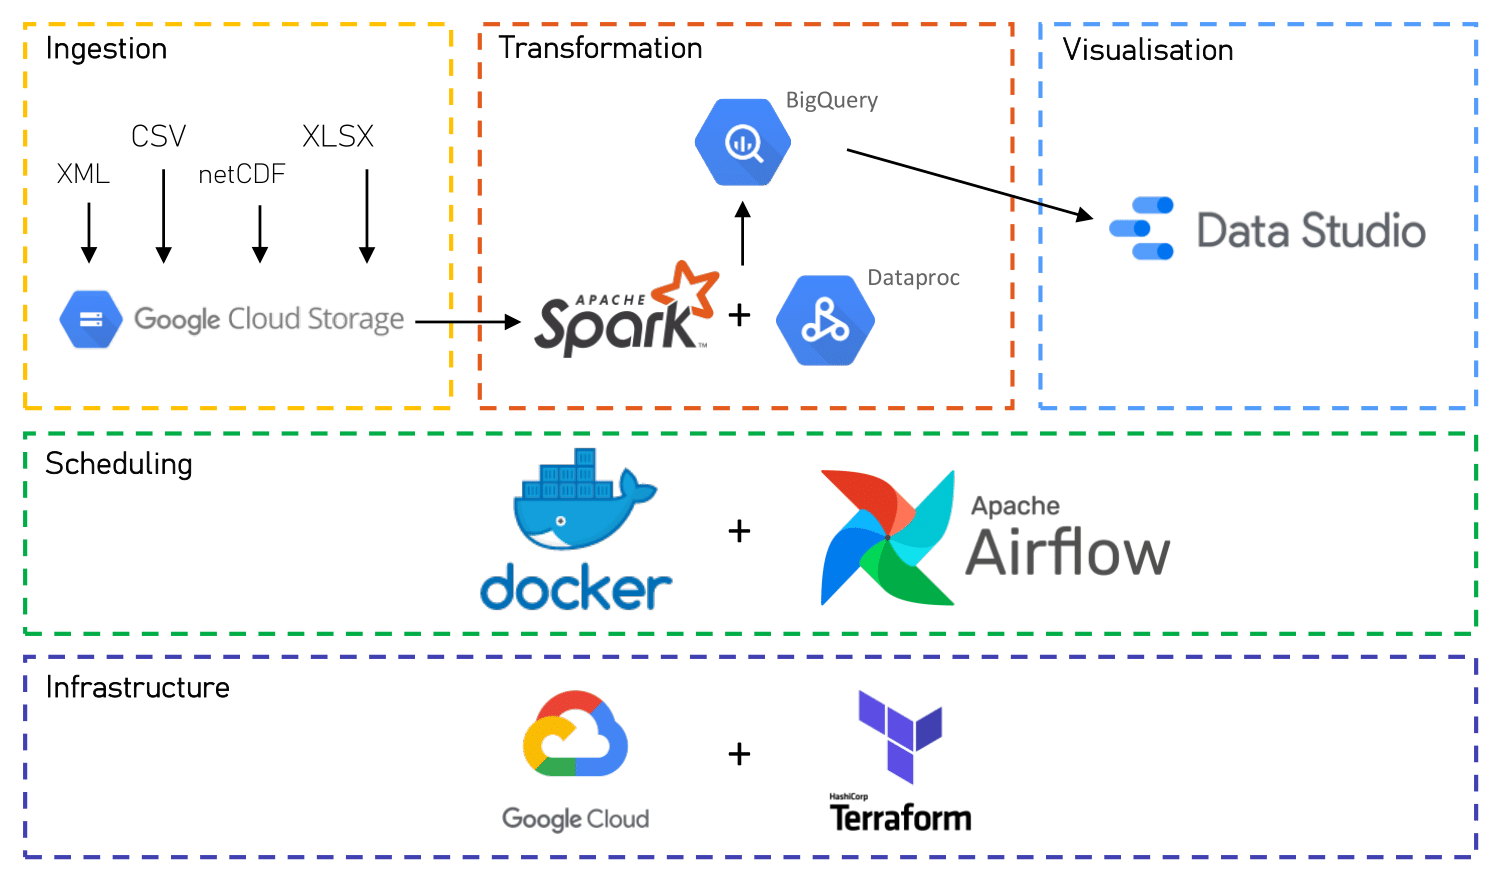 Ingestion
XML
CSV
netCDF
XLSX
Google Cloud Storage
Transformation
BigQuery
APACHE
Spark™
+
Dataproc
Visualisation
Data Studio
Scheduling
docker
+
Apache
Airflow
Infrastructure
Google Cloud
+
HashiCorp
Terraform